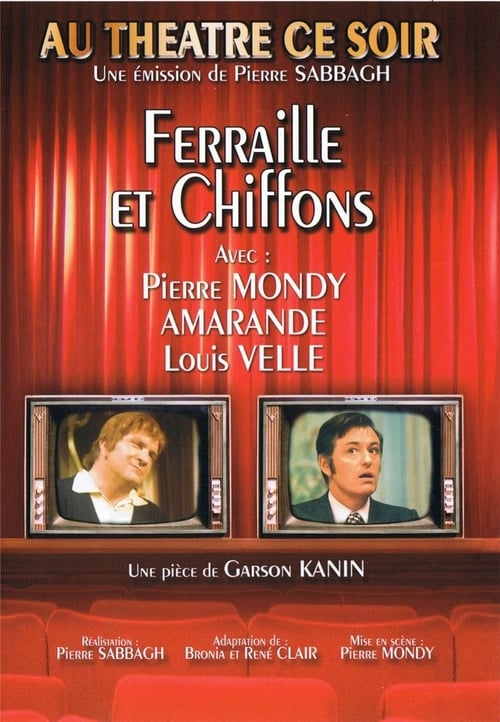 AU THEATRE CE SOIR
UNE ÉMISSION DE PIERRE SABBAGH
FERRAILLE
ET CHIFFONS
AVEC :
PIERRE MONDY
AMARANDE
LOUIS VELLE
UNE PIÈCE DE GARSON KANIN
RÉALISTATION :
PIERRE SABBAGH
ADAPTATION DE :
BRONIA ET RENÉ CLAIR
MISE EN SCÈNE :
PIERRE MONDY